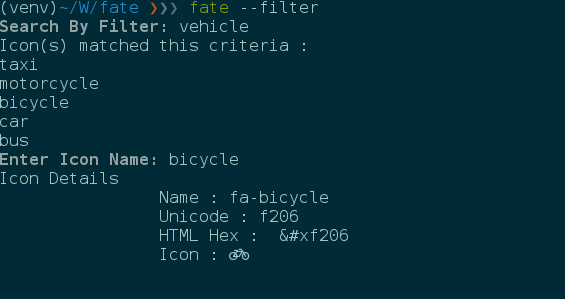 (venv)~/W/fate ❯❯❯ fate --filter
Search By Filter: vehicle
Icon(s) matched this criteria :
taxi
motorcycle
bicycle
car
bus
Enter Icon Name: bicycle
Icon Details
Name : fa-bicycle
Unicode : f206
HTML Hex :  &#xf206
Icon : 🚲